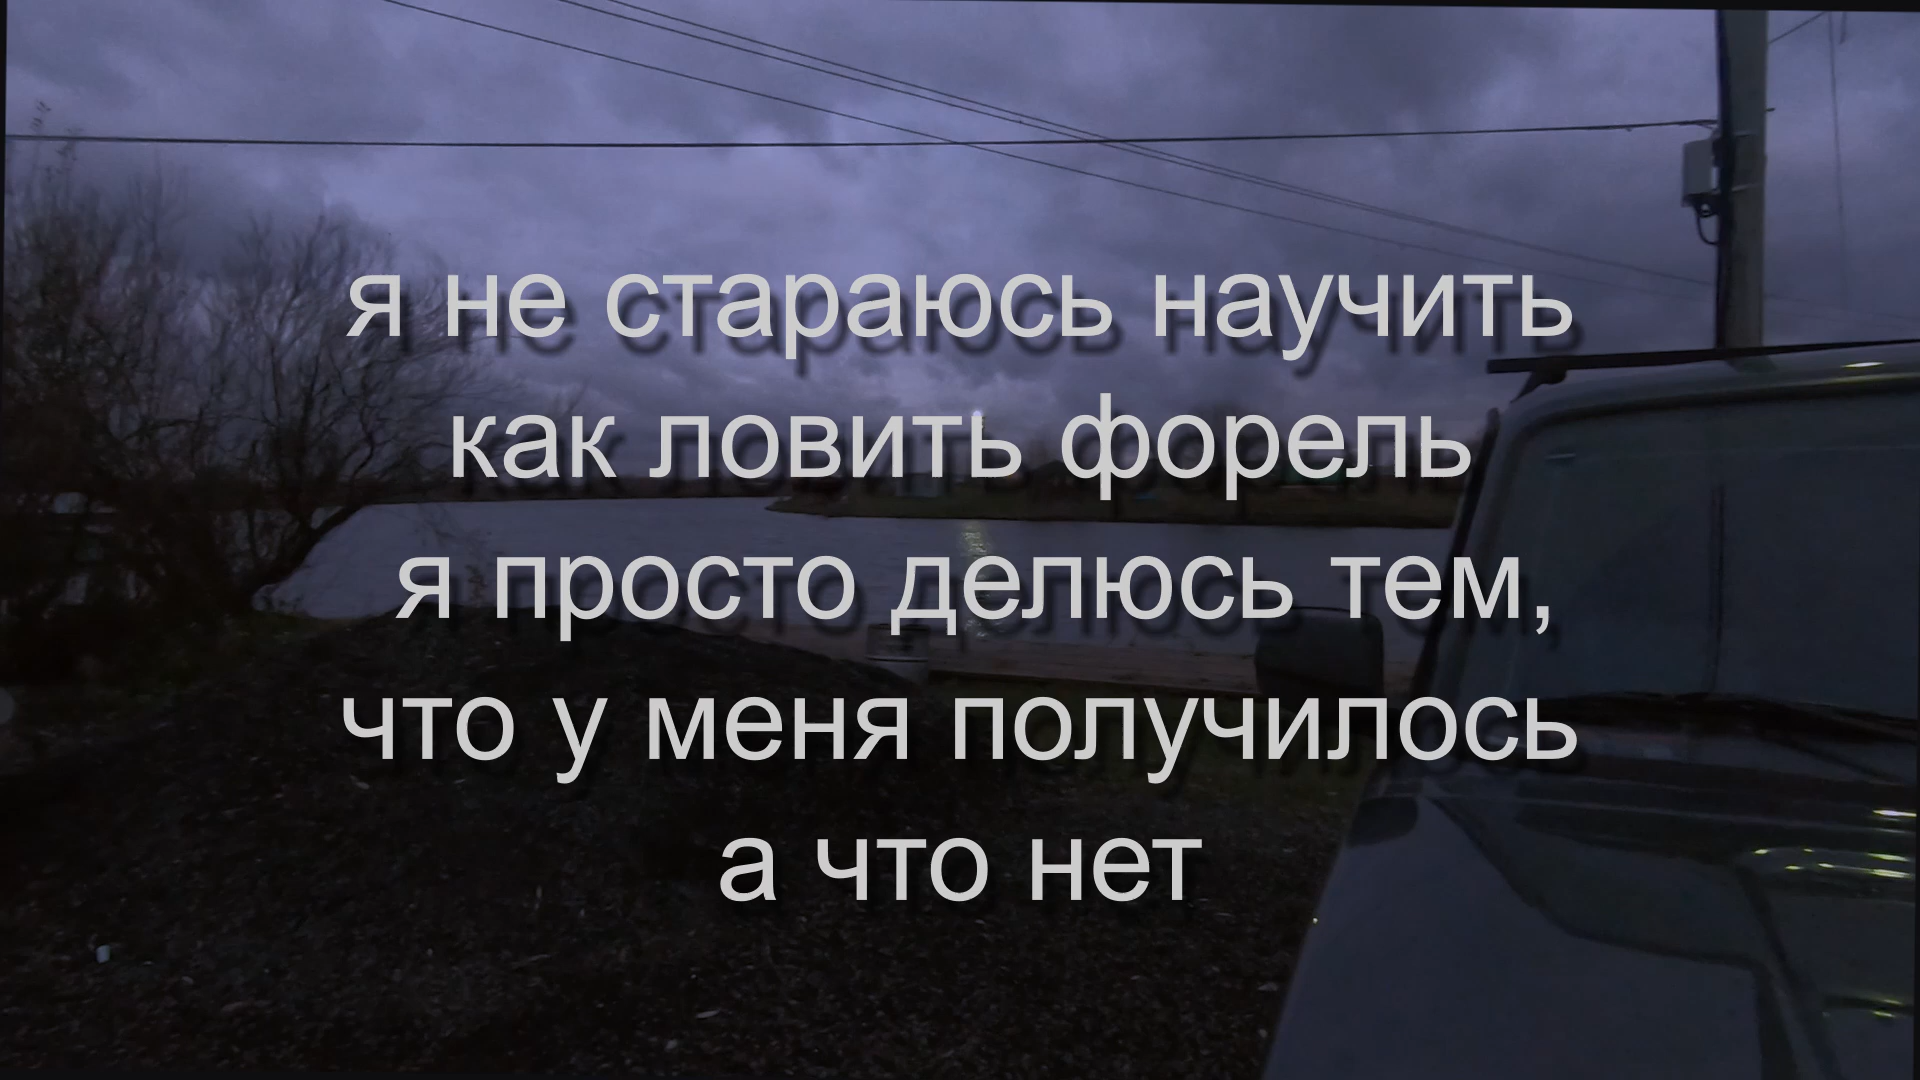 я не стараюсь научить
как ловить форель
я просто делюсь тем,
что у меня получилось
а что нет